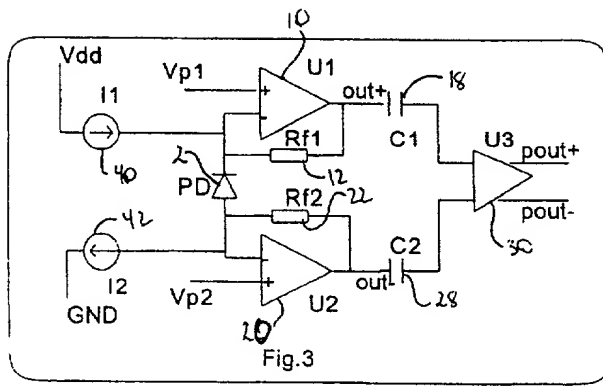 10
Vdd
Vp1
+
-
U1
out+
18
I1
Rf1
C1
U3
40
2
12
pout+
PD
Rf2
22
pout-
42
30
-
C2
I2
+
out
GND
Vp2
U2
28
20
Fig.3